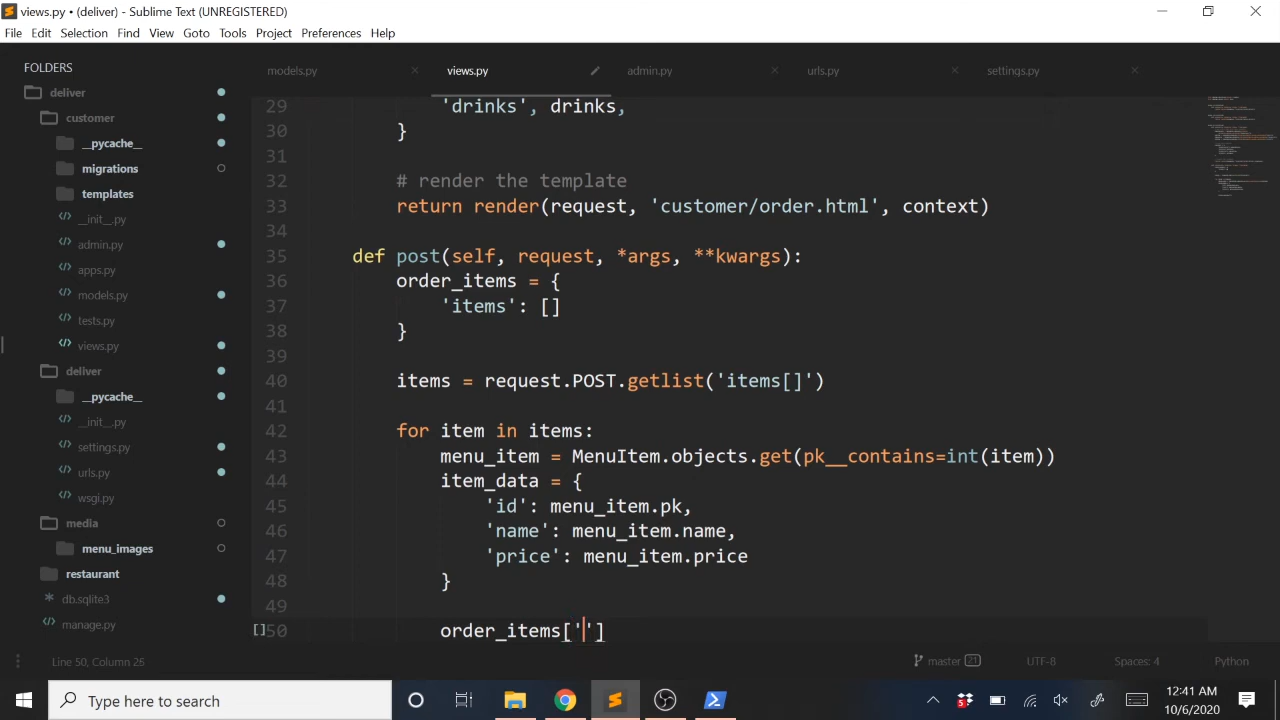 views.py • (deliver) - Sublime Text (UNREGISTERED)
File Edit Selection Find View Goto Tools Project Preferences Help
FOLDERS
deliver
customer
__pycache__
migrations
templates
__init__.py
admin.py
apps.py
models.py
tests.py
views.py
deliver
__pycache__
__init__.py
settings.py
urls.py
wsgi.py
media
menu_images
restaurant
db.sqlite3
manage.py
models.py views.py admin.py urls.py settings.py
29 'drinks', drinks,
30 }
31
32 # render the template
33 return render(request, 'customer/order.html', context)
34
35 def post(self, request, *args, **kwargs):
36 order_items = {
37 'items': []
38 }
39
40 items = request.POST.getlist('items[]')
41
42 for item in items:
43 menu_item = MenuItem.objects.get(pk__contains=int(item))
44 item_data = {
45 'id': menu_item.pk,
46 'name': menu_item.name,
47 'price': menu_item.price
48 }
49
[]50 order_items['']
Line 50, Column 26 master 21 UTF-8 Spaces: 4 Python
Type here to search
12:41 AM
10/6/2020